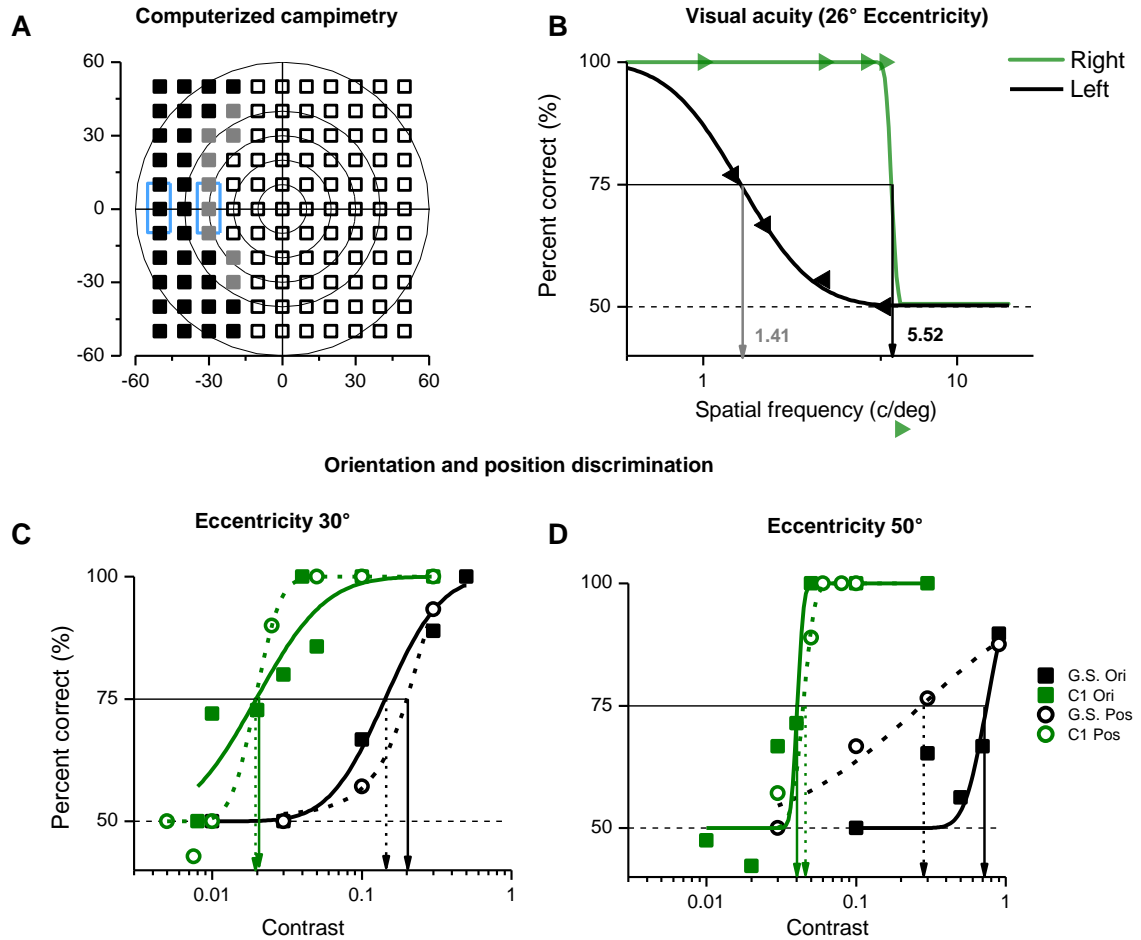 A
Computerized campimetry
60
30
0
-30
-60
-60
-30
0
30
60
B
Visual acuity (26° Eccentricity)
Right
Left
Percent correct (%)
100
75
50
1.41
5.52
1
10
Spatial frequency (c/deg)
Orientation and position discrimination
C
Eccentricity 30°
Percent correct (%)
100
75
50
0.01
0.1
1
Contrast
D
Eccentricity 50°
100
75
50
0.01
0.1
1
Contrast
G.S. Ori
C1 Ori
G.S. Pos
C1 Pos